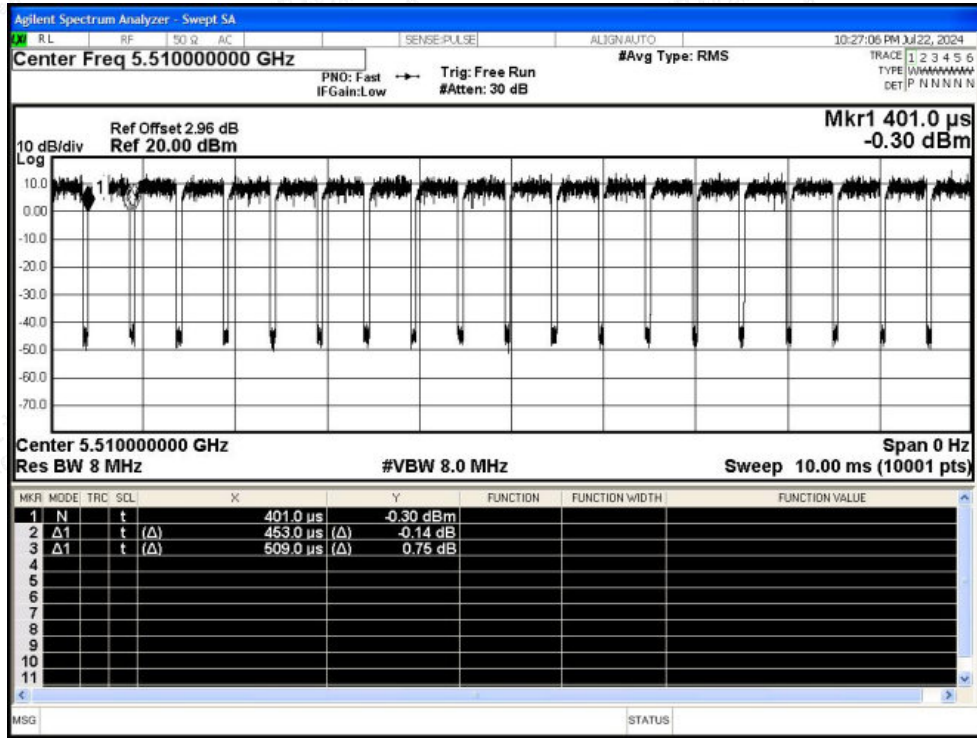 Agilent Spectrum Analyzer - Swept SA
LXI RL RF 50 Ω AC SENSE:PULSE ALIGNAUTO 10:27:06 PM Jul 22, 2024
Center Freq 5.510000000 GHz #Avg Type: RMS TRACE 1 2 3 4 5 6
PNO: Fast Trig: Free Run TYPE WWWWWW
IFGain:Low #Atten: 30 dB DET P N N N N N
Mkr1 401.0 µs
Ref Offset 2.96 dB
10 dB/div Ref 20.00 dBm -0.30 dBm
Log
10.0
1
0.00
-10.0
-20.0
-30.0
-40.0
-50.0
-60.0
-70.0
Center 5.510000000 GHz Span 0 Hz
Res BW 8 MHz #VBW 8.0 MHz Sweep 10.00 ms (10001 pts)
MKR MODE TRC SCL X Y FUNCTION FUNCTION WIDTH FUNCTION VALUE
1 N t 401.0 µs -0.30 dBm
2 Δ1 t (Δ) 453.0 µs (Δ) -0.14 dB
3 Δ1 t (Δ) 509.0 µs (Δ) 0.75 dB
4
5
6
7
8
9
10
11
MSG STATUS